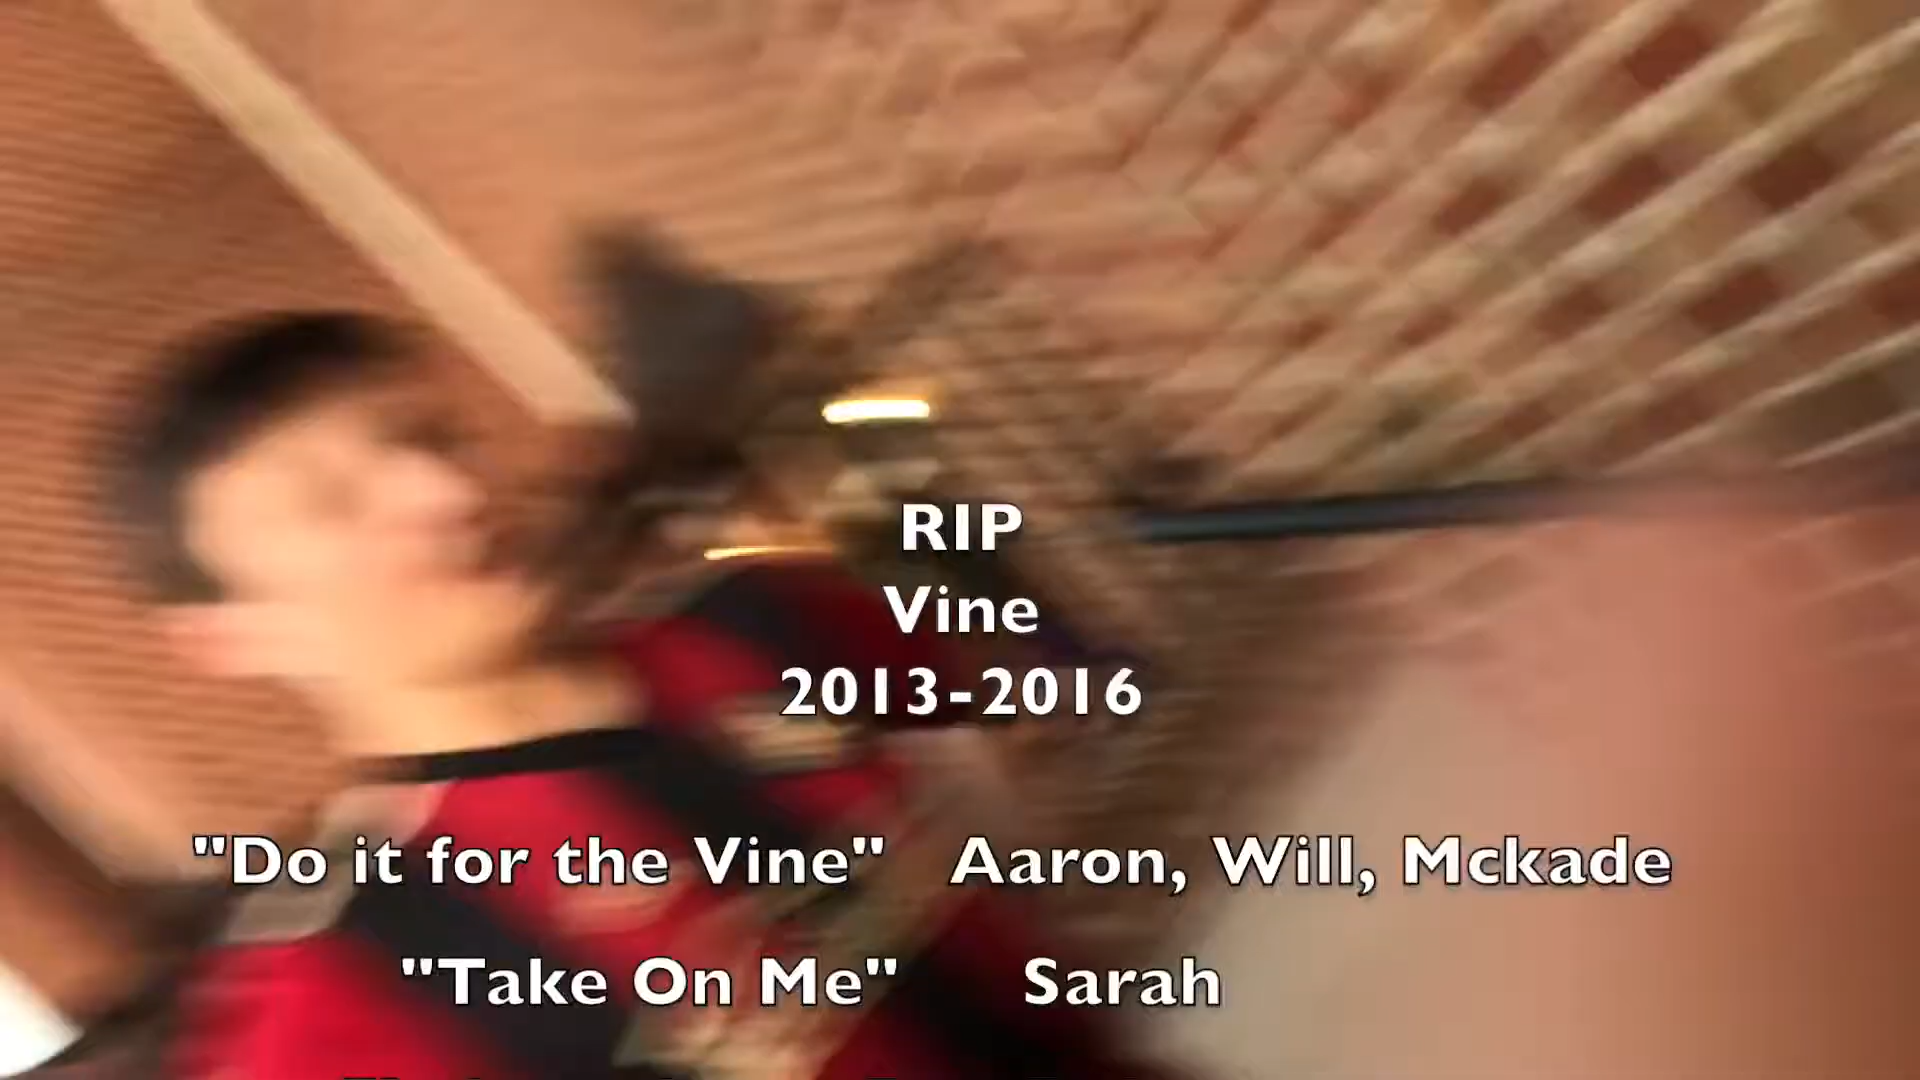 RIP
Vine
2013-2016
"Do it for the Vine" Aaron, Will, Mckade
"Take On Me" Sarah